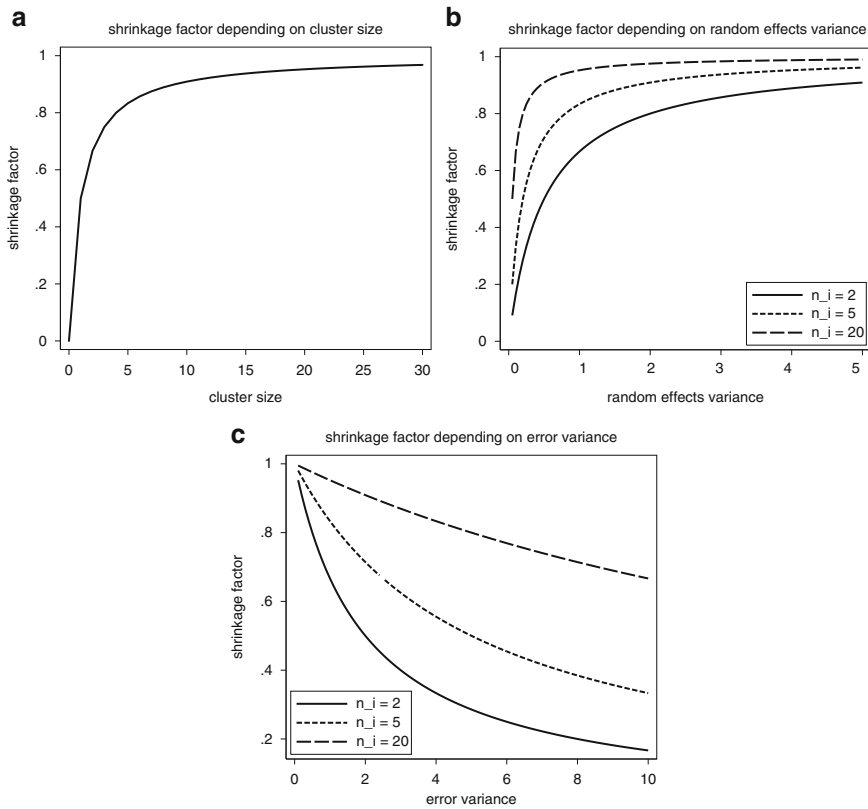 a
shrinkage factor depending on cluster size
1
.8
.6
.4
.2
0
shrinkage factor
0 5 10 15 20 25 30
cluster size
b
shrinkage factor depending on random effects variance
1
.8
.6
.4
.2
0
shrinkage factor
n_i = 2
n_i = 5
n_i = 20
0 1 2 3 4 5
random effects variance
c
shrinkage factor depending on error variance
1
.8
.6
.4
.2
shrinkage factor
n_i = 2
n_i = 5
n_i = 20
0 2 4 6 8 10
error variance